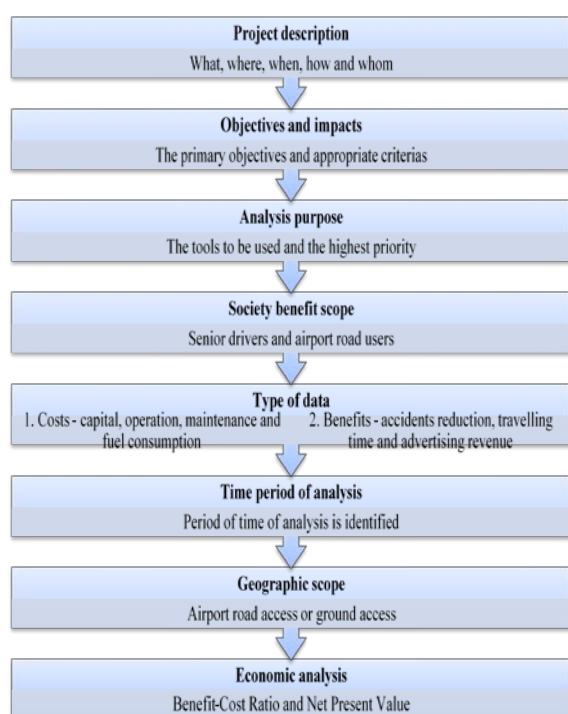 Project description
What, where, when, how and whom
Objectives and impacts
The primary objectives and appropriate criterias
Analysis purpose
The tools to be used and the highest priority
Society benefit scope
Senior drivers and airport road users
Type of data
1. Costs - capital, operation, maintenance and
fuel consumption
2. Benefits - accidents reduction, travelling
time and advertising revenue
Time period of analysis
Period of time of analysis is identified
Geographic scope
Airport road access or ground access
Economic analysis
Benefit-Cost Ratio and Net Present Value